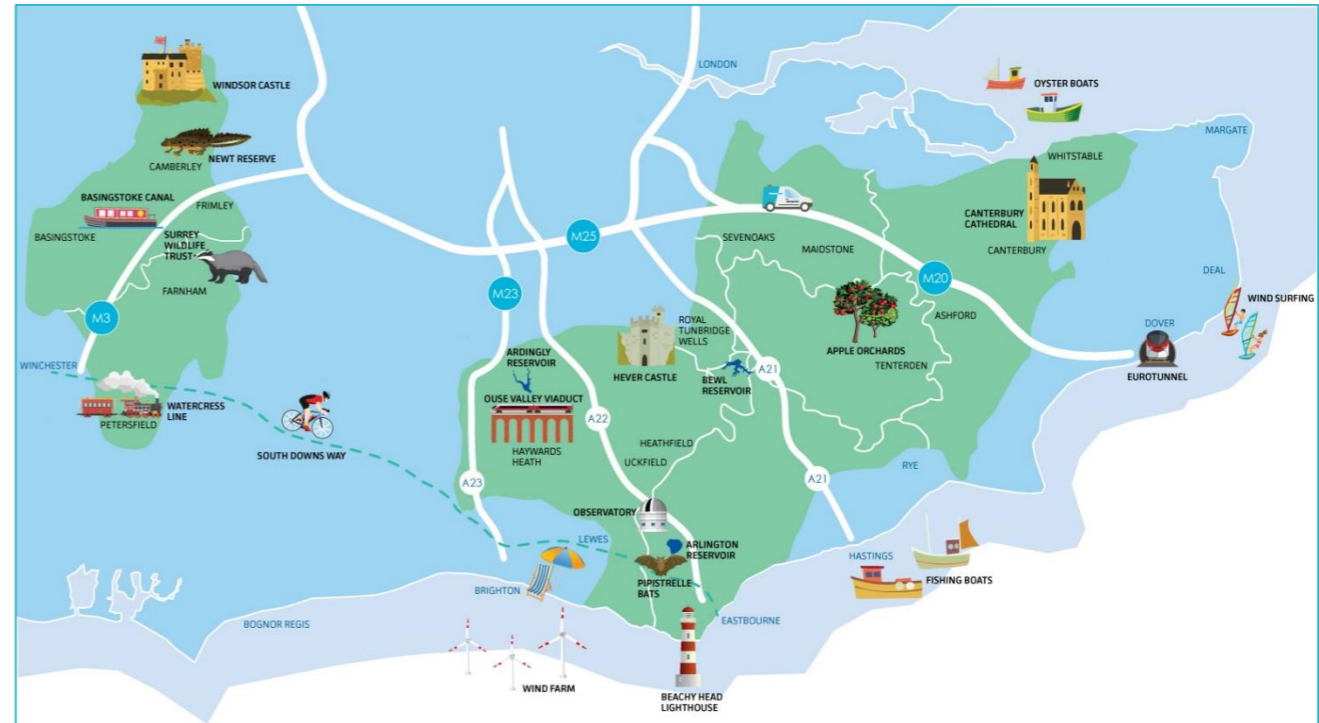 LONDON
OYSTER BOATS
WINDSOR CASTLE
MARGATE
NEWT RESERVE
CAMBERLEY
WHITSTABLE
BASINGSTOKE CANAL
FRIMLEY
CANTERBURY
CATHEDRAL
BASINGSTOKE
SURREY
WILDLIFE
TRUST
M25
SEVENOAKS
MAIDSTONE
CANTERBURY
DEAL
M20
FARNHAM
M23
WIND SURFING
M3
ROYAL
TUNBRIDGE
WELLS
ASHFORD
DOVER
ARDINGLY
RESERVOIR
APPLE ORCHARDS
WINCHESTER
HEVER CASTLE
BEWL
RESERVOIR
A21
TENTERDEN
EUROTUNNEL
OUSE VALLEY VIADUCT
WATERCRESS
LINE
PETERSFIELD
A22
SOUTH DOWNS WAY
HAYWARDS
HEATH
HEATHFIELD
UCKFIELD
RYE
A23
A21
OBSERVATORY
LEWES
ARLINGTON
RESERVOIR
HASTINGS
FISHING BOATS
BRIGHTON
PIPISTRELLE
BATS
BOGNOR REGIS
EASTBOURNE
WIND FARM
BEACHY HEAD
LIGHTHOUSE